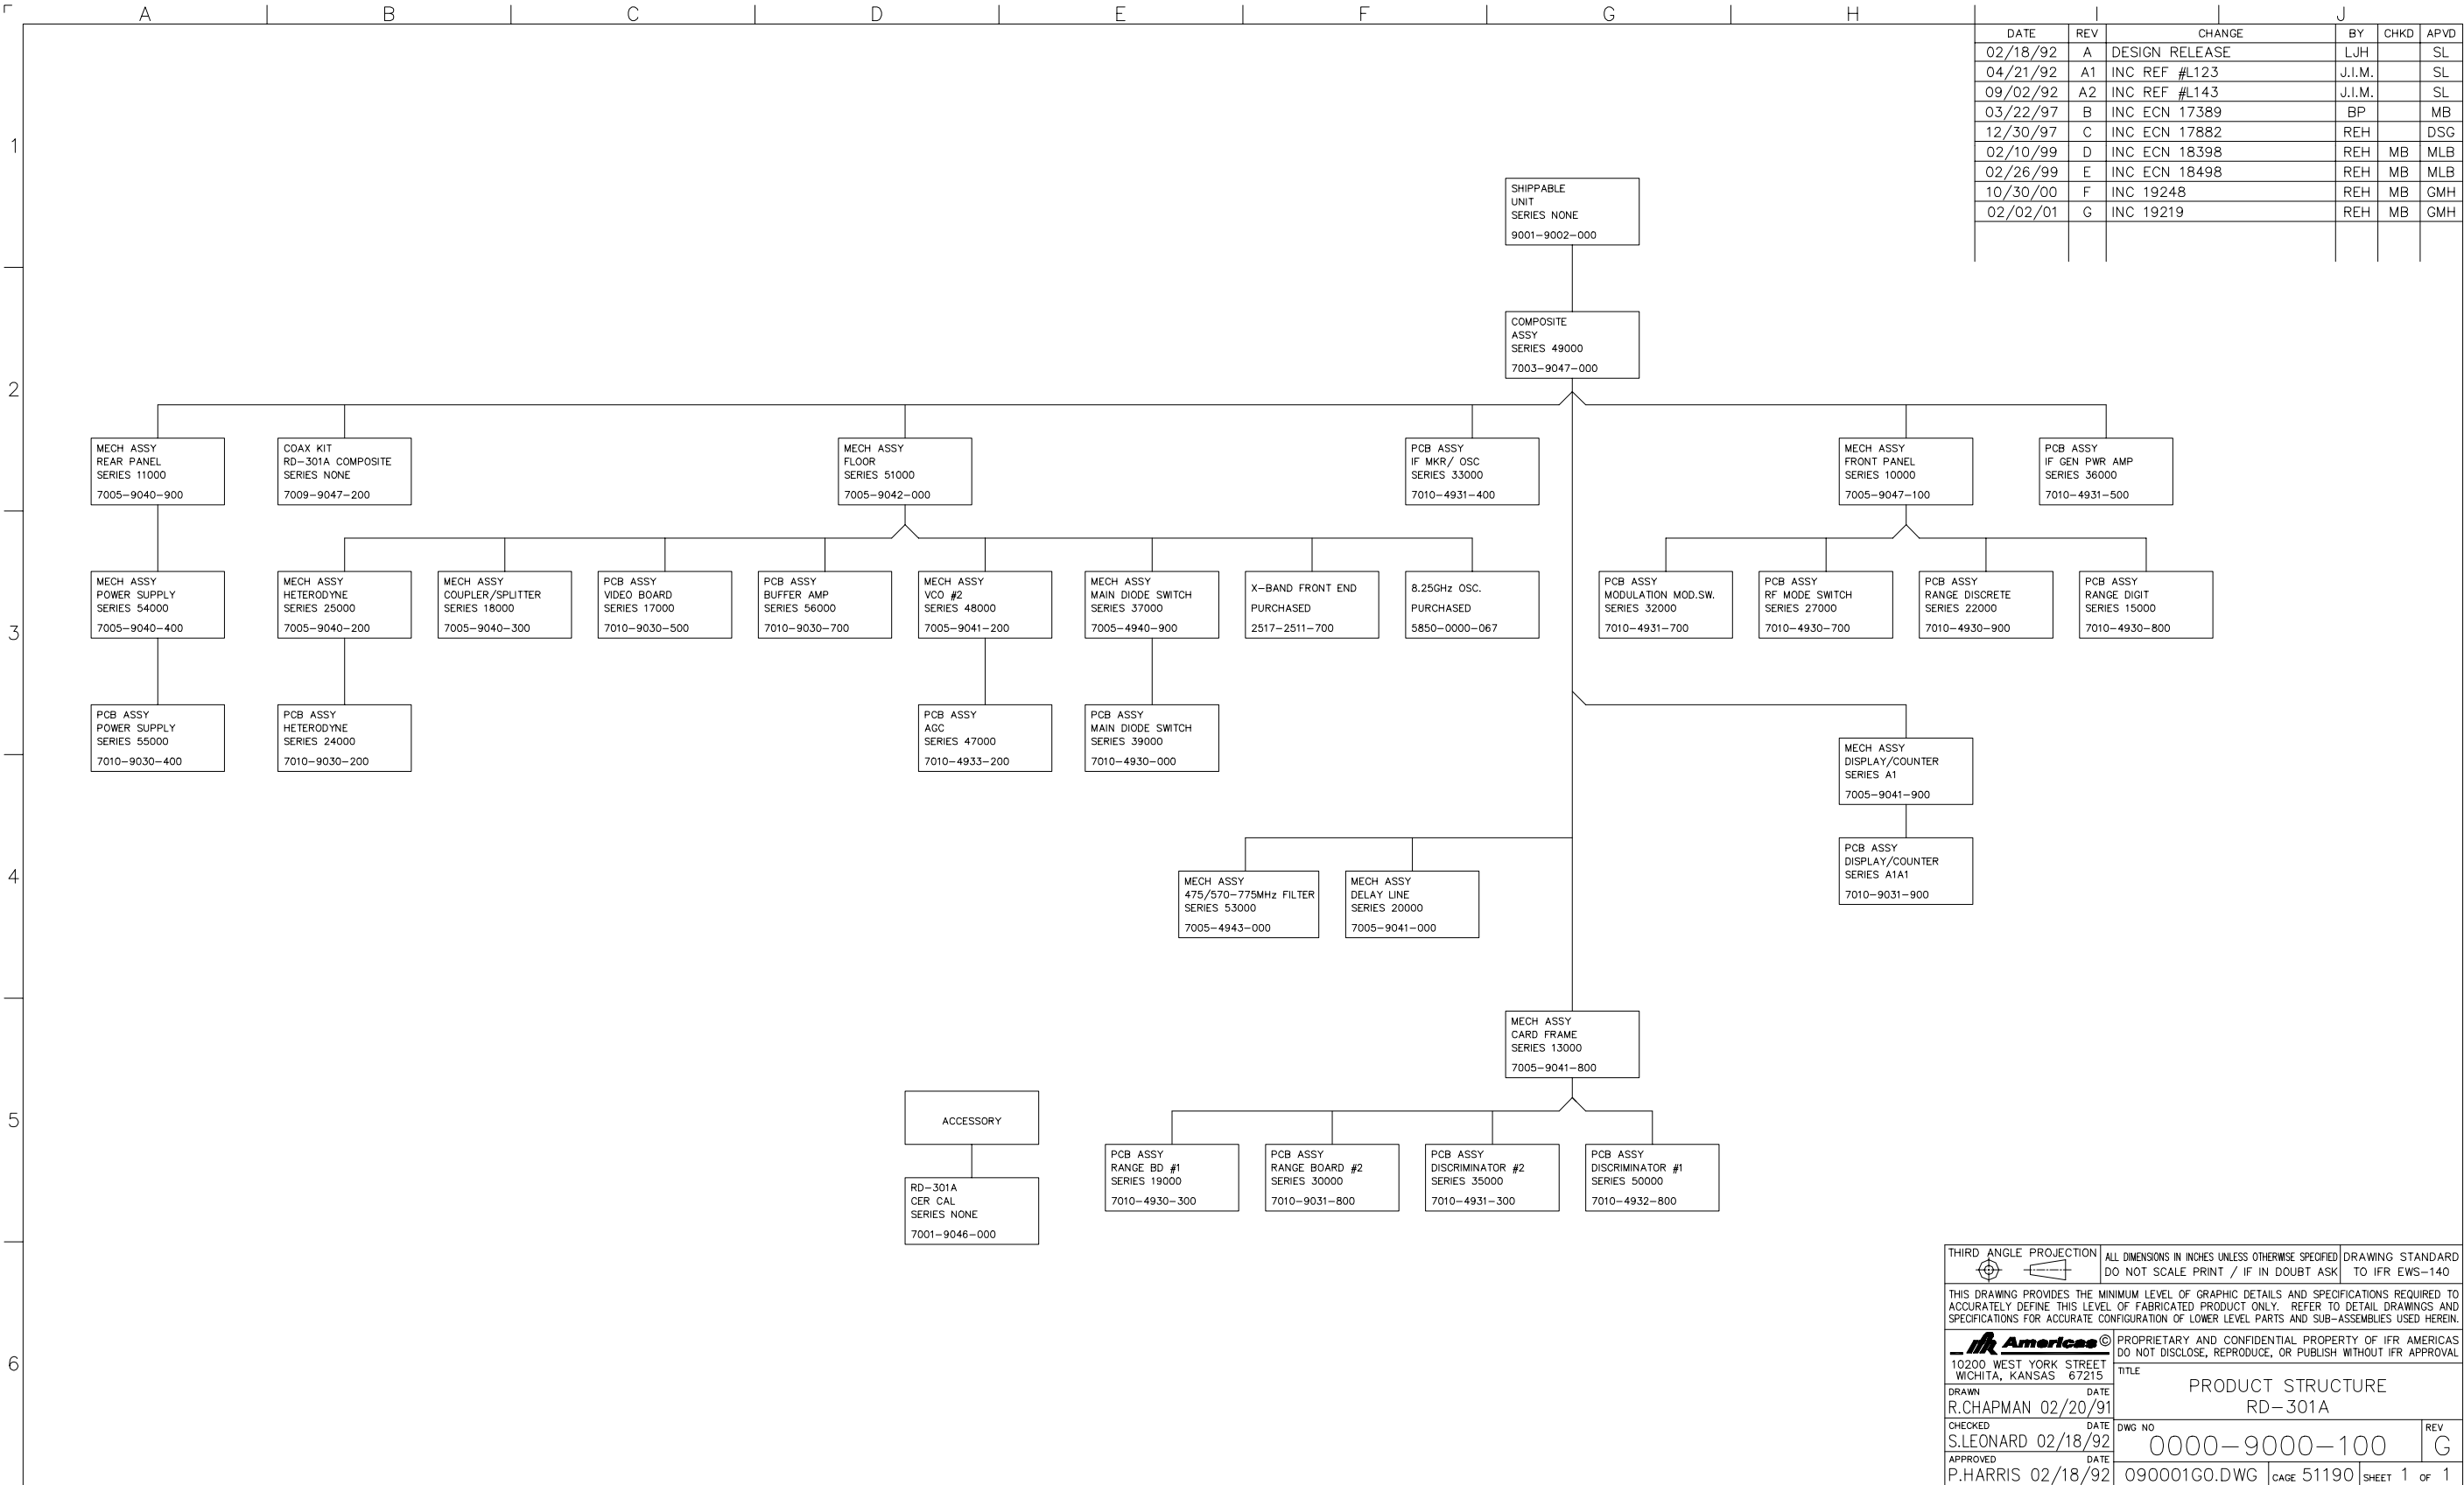 A B C D E F G H I J
DATE REV CHANGE BY CHKD APVD
02/18/92 A DESIGN RELEASE LJH SL
04/21/92 A1 INC REF #L123 J.I.M. SL
09/02/92 A2 INC REF #L143 J.I.M. SL
03/22/97 B INC ECN 17389 BP MB
12/30/97 C INC ECN 17882 REH DSG
02/10/99 D INC ECN 18398 REH MB MLB
02/26/99 E INC ECN 18498 REH MB MLB
10/30/00 F INC 19248 REH MB GMH
02/02/01 G INC 19219 REH MB GMH
1
SHIPPABLE
UNIT
SERIES NONE
9001-9002-000
COMPOSITE
ASSY
SERIES 49000
7003-9047-000
2
MECH ASSY
REAR PANEL
SERIES 11000
7005-9040-900
COAX KIT
RD-301A COMPOSITE
SERIES NONE
7009-9047-200
MECH ASSY
FLOOR
SERIES 51000
7005-9042-000
PCB ASSY
IF MKR/ OSC
SERIES 33000
7010-4931-400
MECH ASSY
FRONT PANEL
SERIES 10000
7005-9047-100
PCB ASSY
IF GEN PWR AMP
SERIES 36000
7010-4931-500
3
MECH ASSY
POWER SUPPLY
SERIES 54000
7005-9040-400
MECH ASSY
HETERODYNE
SERIES 25000
7005-9040-200
MECH ASSY
COUPLER/SPLITTER
SERIES 18000
7005-9040-300
PCB ASSY
VIDEO BOARD
SERIES 17000
7010-9030-500
PCB ASSY
BUFFER AMP
SERIES 56000
7010-9030-700
MECH ASSY
VCO #2
SERIES 48000
7005-9041-200
MECH ASSY
MAIN DIODE SWITCH
SERIES 37000
7005-4940-900
X-BAND FRONT END
PURCHASED
2517-2511-700
8.25GHz OSC.
PURCHASED
5850-0000-067
PCB ASSY
MODULATION MOD.SW.
SERIES 32000
7010-4931-700
PCB ASSY
RF MODE SWITCH
SERIES 27000
7010-4930-700
PCB ASSY
RANGE DISCRETE
SERIES 22000
7010-4930-900
PCB ASSY
RANGE DIGIT
SERIES 15000
7010-4930-800
PCB ASSY
POWER SUPPLY
SERIES 55000
7010-9030-400
PCB ASSY
HETERODYNE
SERIES 24000
7010-9030-200
PCB ASSY
AGC
SERIES 47000
7010-4933-200
PCB ASSY
MAIN DIODE SWITCH
SERIES 39000
7010-4930-000
MECH ASSY
DISPLAY/COUNTER
SERIES A1
7005-9041-900
4
MECH ASSY
475/570-775MHz FILTER
SERIES 53000
7005-4943-000
MECH ASSY
DELAY LINE
SERIES 20000
7005-9041-000
PCB ASSY
DISPLAY/COUNTER
SERIES A1A1
7010-9031-900
MECH ASSY
CARD FRAME
SERIES 13000
7005-9041-800
5
ACCESSORY
RD-301A
CER CAL
SERIES NONE
7001-9046-000
PCB ASSY
RANGE BD #1
SERIES 19000
7010-4930-300
PCB ASSY
RANGE BOARD #2
SERIES 30000
7010-9031-800
PCB ASSY
DISCRIMINATOR #2
SERIES 35000
7010-4931-300
PCB ASSY
DISCRIMINATOR #1
SERIES 50000
7010-4932-800
6
THIRD ANGLE PROJECTION
ALL DIMENSIONS IN INCHES UNLESS OTHERWISE SPECIFIED
DO NOT SCALE PRINT / IF IN DOUBT ASK
DRAWING STANDARD
TO IFR EWS-140
THIS DRAWING PROVIDES THE MINIMUM LEVEL OF GRAPHIC DETAILS AND SPECIFICATIONS REQUIRED TO
ACCURATELY DEFINE THIS LEVEL OF FABRICATED PRODUCT ONLY. REFER TO DETAIL DRAWINGS AND
SPECIFICATIONS FOR ACCURATE CONFIGURATION OF LOWER LEVEL PARTS AND SUB-ASSEMBLIES USED HEREIN.
IFR Americas ©
10200 WEST YORK STREET
WICHITA, KANSAS 67215
PROPRIETARY AND CONFIDENTIAL PROPERTY OF IFR AMERICAS
DO NOT DISCLOSE, REPRODUCE, OR PUBLISH WITHOUT IFR APPROVAL
TITLE
PRODUCT STRUCTURE
RD-301A
DRAWN DATE
R.CHAPMAN 02/20/91
CHECKED DATE
S.LEONARD 02/18/92
APPROVED DATE
P.HARRIS 02/18/92
DWG NO
0000-9000-100
REV
G
090001G0.DWG CAGE 51190 SHEET 1 OF 1